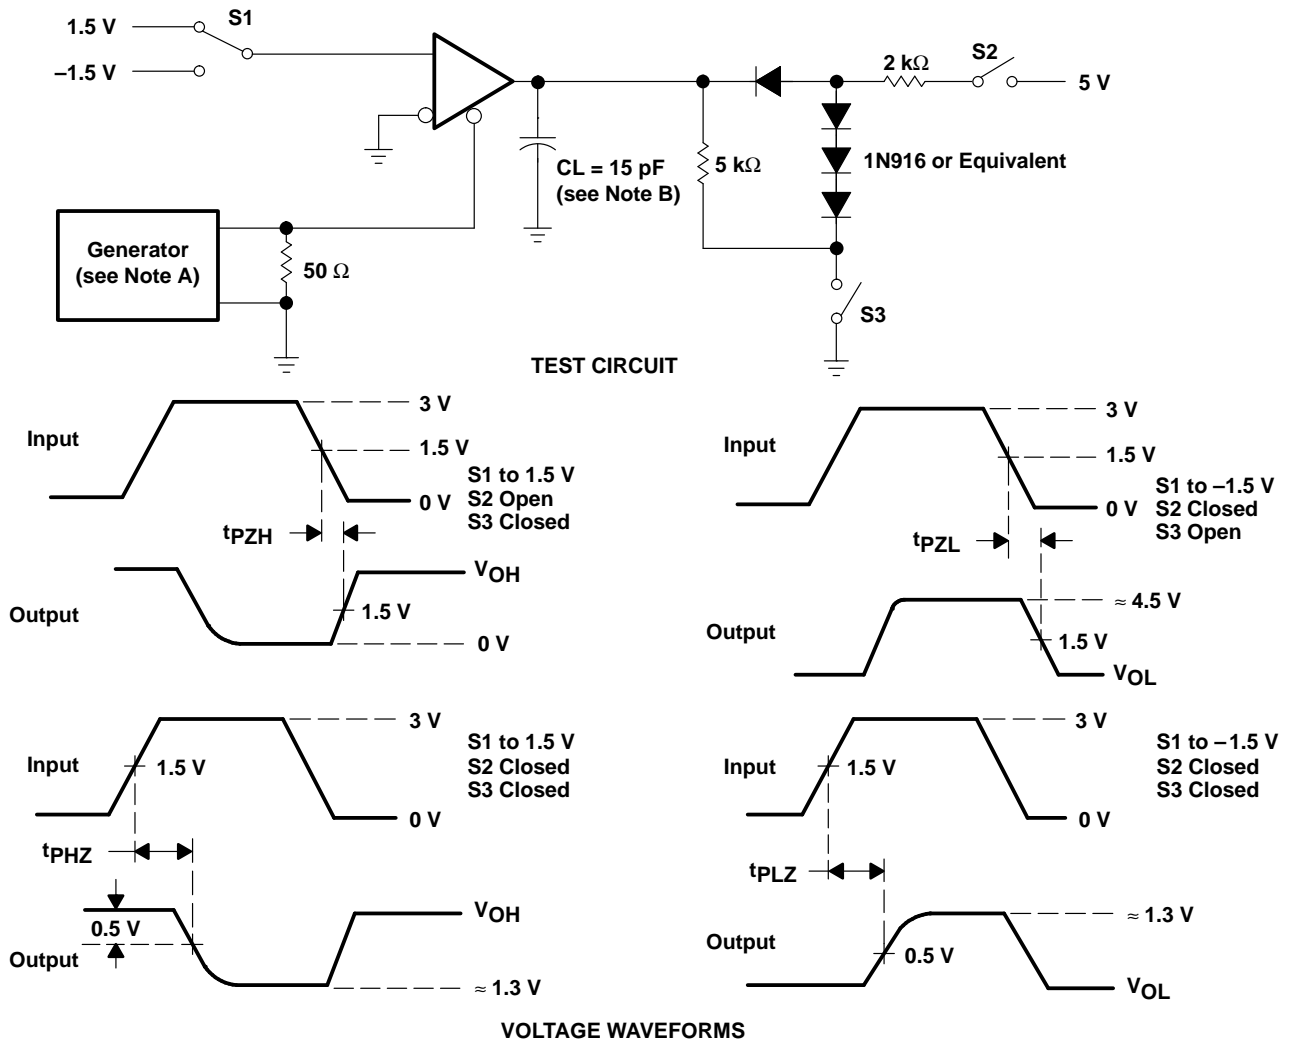 1.5 V
S1
–1.5 V
2 kΩ
S2
5 V
CL = 15 pF
(see Note B)
5 kΩ
1N916 or Equivalent
Generator
(see Note A)
50 Ω
S3
TEST CIRCUIT
Input
3 V
1.5 V
0 V
S1 to 1.5 V
S2 Open
S3 Closed
tPZH
Output
VOH
1.5 V
0 V
Input
3 V
1.5 V
0 V
S1 to –1.5 V
S2 Closed
S3 Open
tPZL
Output
≈ 4.5 V
1.5 V
VOL
Input
3 V
1.5 V
0 V
S1 to 1.5 V
S2 Closed
S3 Closed
tPHZ
0.5 V
Output
VOH
≈ 1.3 V
Input
3 V
1.5 V
0 V
S1 to –1.5 V
S2 Closed
S3 Closed
tPLZ
Output
≈ 1.3 V
0.5 V
VOL
VOLTAGE WAVEFORMS